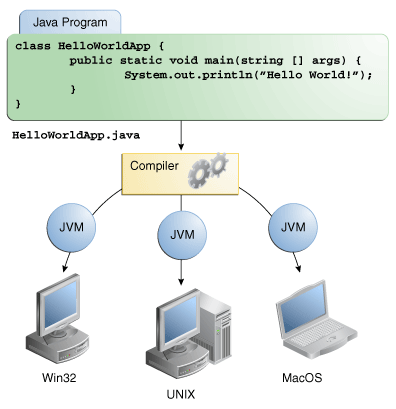 Java Program
class HelloWorldApp {
public static void main(string [] args) {
System.out.println(”Hello World!”);
}
}
HelloWorldApp.java
Compiler
JVM
JVM
JVM
Win32
UNIX
MacOS